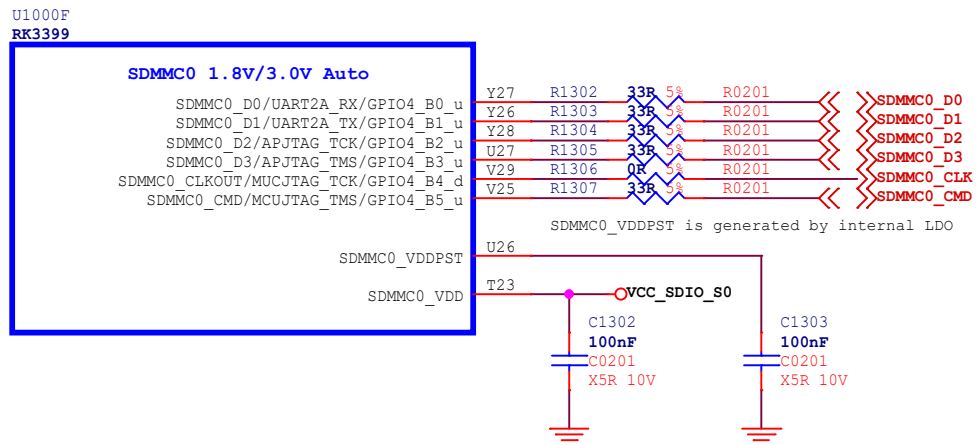 U1000F
RK3399
SDMMC0 1.8V/3.0V Auto
SDMMC0_D0/UART2A_RX/GPIO4_B0_u Y27 R1302 33R 5% R0201 SDMMC0_D0
SDMMC0_D1/UART2A_TX/GPIO4_B1_u Y26 R1303 33R 5% R0201 SDMMC0_D1
SDMMC0_D2/APJTAG_TCK/GPIO4_B2_u Y28 R1304 33R 5% R0201 SDMMC0_D2
SDMMC0_D3/APJTAG_TMS/GPIO4_B3_u U27 R1305 33R 5% R0201 SDMMC0_D3
SDMMC0_CLKOUT/MUCJTAG_TCK/GPIO4_B4_d V29 R1306 0R 5% R0201 SDMMC0_CLK
SDMMC0_CMD/MCUJTAG_TMS/GPIO4_B5_u V25 R1307 33R 5% R0201 SDMMC0_CMD
SDMMC0_VDDPST is generated by internal LDO
SDMMC0_VDDPST U26
SDMMC0_VDD T23 VCC_SDIO_S0
C1302 C1303
100nF 100nF
C0201 C0201
X5R 10V X5R 10V